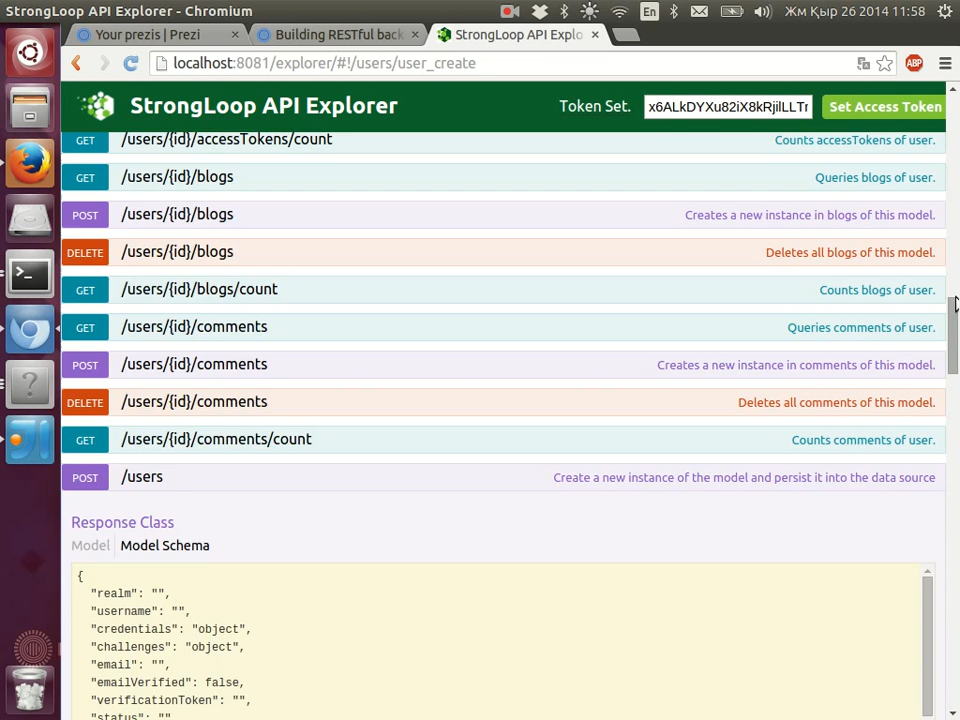 StrongLoop API Explorer - Chromium
En
Жм Қыр 26 2014 11:58
Your prezis | Prezi
Building RESTful back
StrongLoop API Explo
localhost:8081/explorer/#!/users/user_create
ABP
StrongLoop API Explorer
Token Set.
Set Access Token
GET /users/{id}/accessTokens/count Counts accessTokens of user.
GET /users/{id}/blogs Queries blogs of user.
POST /users/{id}/blogs Creates a new instance in blogs of this model.
DELETE /users/{id}/blogs Deletes all blogs of this model.
GET /users/{id}/blogs/count Counts blogs of user.
GET /users/{id}/comments Queries comments of user.
POST /users/{id}/comments Creates a new instance in comments of this model.
DELETE /users/{id}/comments Deletes all comments of this model.
GET /users/{id}/comments/count Counts comments of user.
POST /users Create a new instance of the model and persist it into the data source
Response Class
Model Model Schema
{
"realm": "",
"username": "",
"credentials": "object",
"challenges": "object",
"email": "",
"emailVerified": false,
"verificationToken": "",
"status": ""